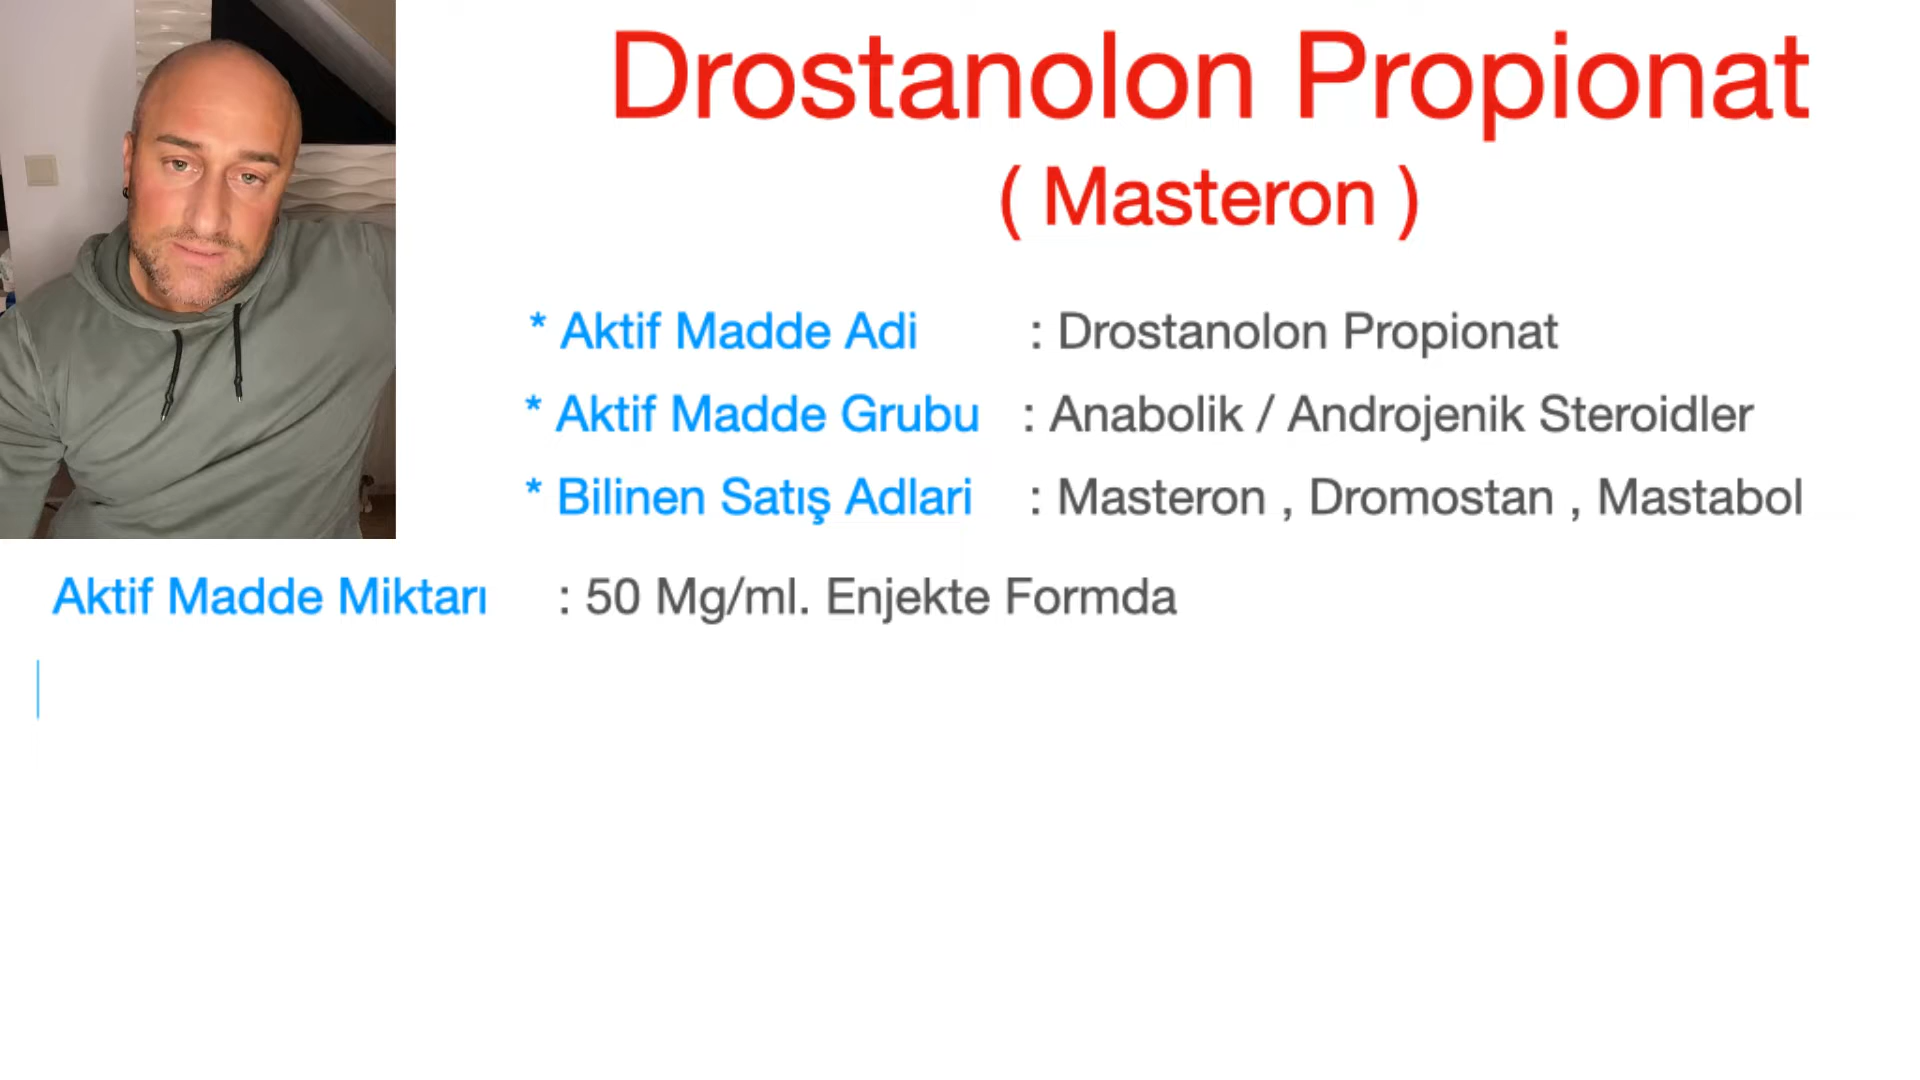 Drostanolon Propionat
( Masteron )
* Aktif Madde Adi : Drostanolon Propionat
* Aktif Madde Grubu : Anabolik / Androjenik Steroidler
* Bilinen Satış Adlari : Masteron , Dromostan , Mastabol
Aktif Madde Miktarı : 50 Mg/ml. Enjekte Formda